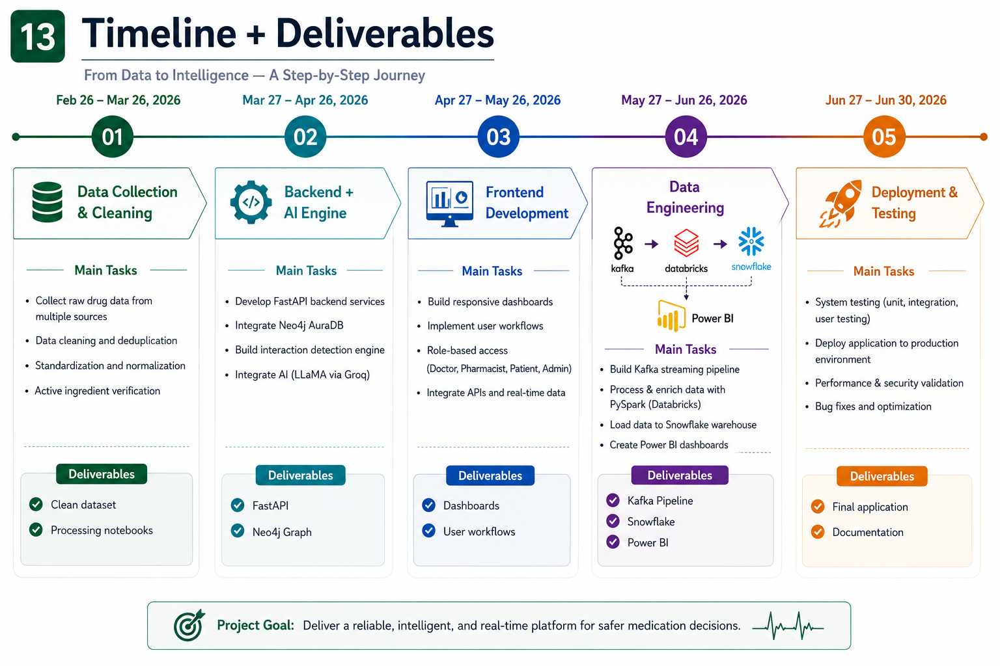 13
Timeline + Deliverables
From Data to Intelligence — A Step-by-Step Journey
Feb 26 – Mar 26, 2026
Mar 27 – Apr 26, 2026
Apr 27 – May 26, 2026
May 27 – Jun 26, 2026
Jun 27 – Jun 30, 2026
01
02
03
04
05
Data Collection
& Cleaning
Main Tasks
• Collect raw drug data from
multiple sources
• Data cleaning and deduplication
• Standardization and normalization
• Active ingredient verification
Deliverables
Clean dataset
Processing notebooks
</>
Backend +
AI Engine
Main Tasks
• Develop FastAPI backend services
• Integrate Neo4j AuraDB
• Build interaction detection engine
• Integrate AI (LLaMA via Groq)
Deliverables
FastAPI
Neo4j Graph
Frontend
Development
Main Tasks
• Build responsive dashboards
• Implement user workflows
• Role-based access
(Doctor, Pharmacist, Patient, Admin)
• Integrate APIs and real-time data
Deliverables
Dashboards
User workflows
Data
Engineering
kafka
databricks
snowflake
Power BI
Main Tasks
• Build Kafka streaming pipeline
• Process & enrich data with
PySpark (Databricks)
• Load data to Snowflake warehouse
• Create Power BI dashboards
Deliverables
Kafka Pipeline
Snowflake
Power BI
Deployment &
Testing
Main Tasks
• System testing (unit, integration,
user testing)
• Deploy application to production
environment
• Performance & security validation
• Bug fixes and optimization
Deliverables
Final application
Documentation
Project Goal: Deliver a reliable, intelligent, and real-time platform for safer medication decisions.